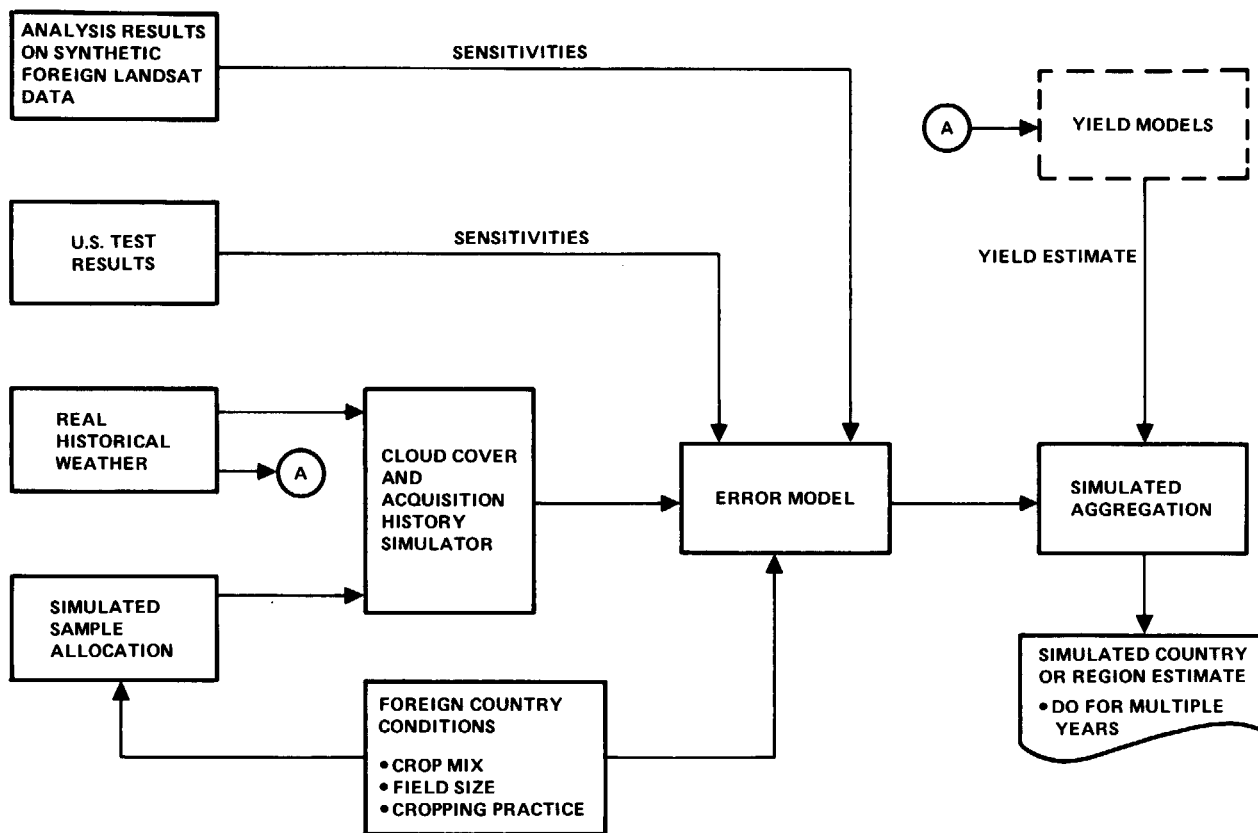 ANALYSIS RESULTS
ON SYNTHETIC
FOREIGN LANDSAT
DATA
SENSITIVITIES
A
YIELD MODELS
U.S. TEST
RESULTS
SENSITIVITIES
YIELD ESTIMATE
REAL
HISTORICAL
WEATHER
A
CLOUD COVER
AND
ACQUISITION
HISTORY
SIMULATOR
ERROR MODEL
SIMULATED
AGGREGATION
SIMULATED
SAMPLE
ALLOCATION
FOREIGN COUNTRY
CONDITIONS
• CROP MIX
• FIELD SIZE
• CROPPING PRACTICE
SIMULATED COUNTRY
OR REGION ESTIMATE
• DO FOR MULTIPLE
YEARS